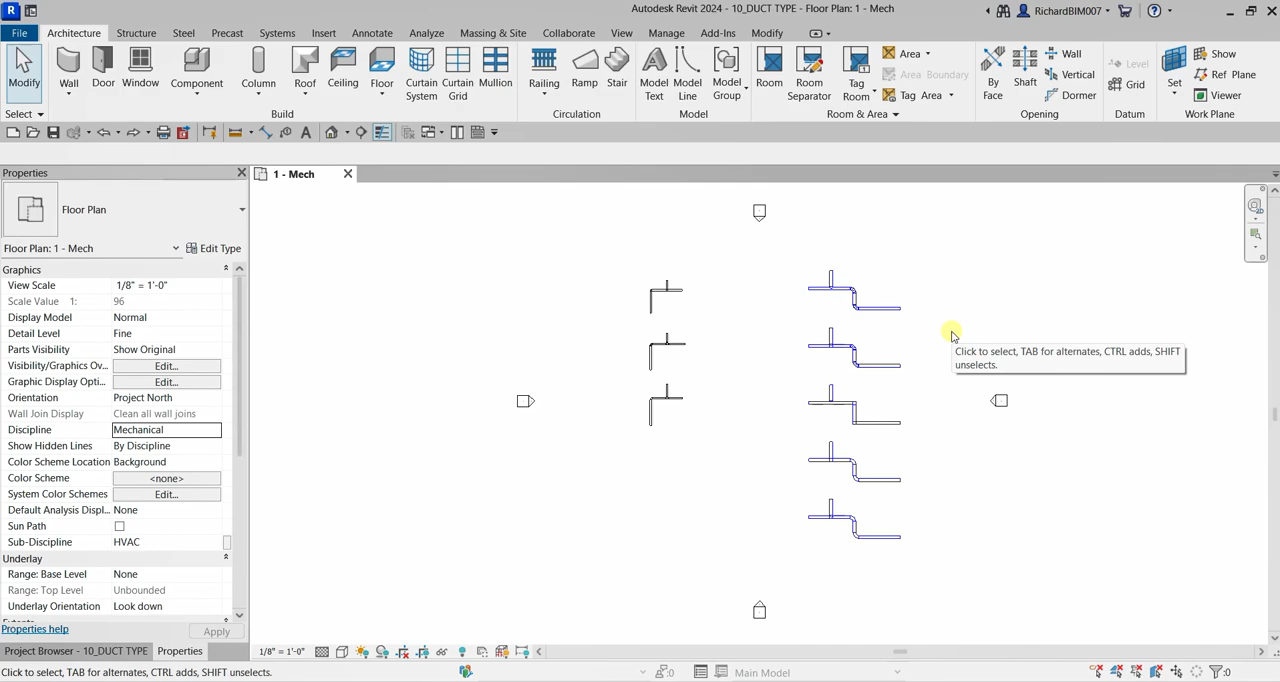 R
Autodesk Revit 2024 - 10_DUCT TYPE - Floor Plan: 1 - Mech
RichardBIM007
File Architecture Structure Steel Precast Systems Insert Annotate Analyze Massing & Site Collaborate View Manage Add-Ins Modify
Modify Wall Door Window Component Column Roof Ceiling Floor Curtain System Curtain Grid Mullion Railing Ramp Stair Model Text Model Line Model Group Room Room Separator Tag Room
Area
Area Boundary
Tag Area
By Face Shaft
Wall
Vertical
Dormer
Level
Grid
Set
Show
Ref Plane
Viewer
Select Build Circulation Model Room & Area Opening Datum Work Plane
Properties
1 - Mech
Floor Plan
Floor Plan: 1 - Mech Edit Type
Graphics
View Scale 1/8" = 1'-0"
Scale Value 1: 96
Display Model Normal
Detail Level Fine
Parts Visibility Show Original
Visibility/Graphics Ov... Edit...
Graphic Display Opti... Edit...
Orientation Project North
Wall Join Display Clean all wall joins
Discipline Mechanical
Show Hidden Lines By Discipline
Color Scheme Location Background
Color Scheme <none>
System Color Schemes Edit...
Default Analysis Displ... None
Sun Path
Sub-Discipline HVAC
Underlay
Range: Base Level None
Range: Top Level Unbounded
Underlay Orientation Look down
Properties help Apply
Project Browser - 10_DUCT TYPE Properties
Click to select, TAB for alternates, CTRL adds, SHIFT
unselects.
1/8" = 1'-0"
Click to select, TAB for alternates, CTRL adds, SHIFT unselects.
:0
Main Model
:0